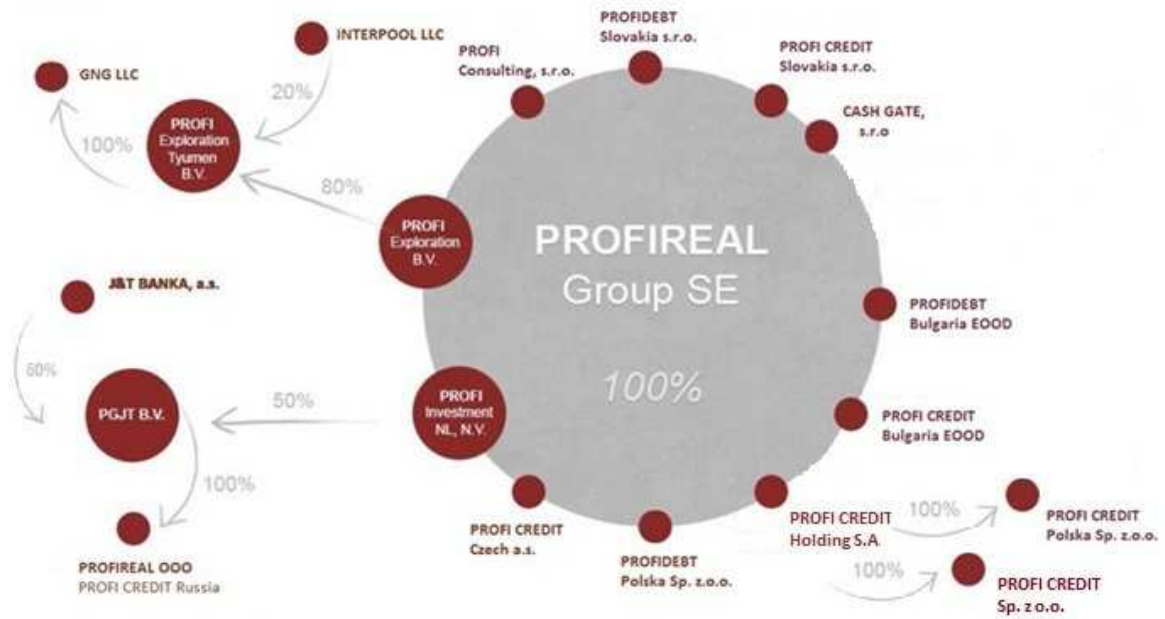 PROFIDEBT
Slovakia s.r.o.
INTERPOOL LLC
PROFI
Consulting, s.r.o.
PROFI CREDIT
Slovakia s.r.o.
GNG LLC
20%
CASH GATE,
s.r.o
PROFI
Exploration
Tyumen
B.V.
100%
80%
PROFI
Exploration
B.V.
PROFIREAL
Group SE
100%
J&T BANKA, a.s.
PROFIDEBT
Bulgaria EOOD
50%
PGJT B.V.
50%
PROFI
Investment
NL, N.V.
PROFI CREDIT
Bulgaria EOOD
100%
PROFI CREDIT
Czech a.s.
PROFIDEBT
Polska Sp. z.o.o.
PROFI CREDIT
Holding S.A
100%
PROFI CREDIT
Polska Sp. z.o.o.
PROFIREAL OOO
PROFI CREDIT Russia
100%
PROFI CREDIT
Sp. z o.o.